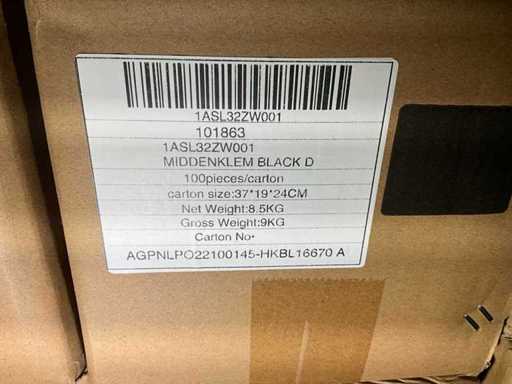 1ASL32ZW001
101863
1ASL32ZW001
MIDDENKLEM BLACK D
100pieces/carton
carton size:37*19*24CM
Net Weight:8.5KG
Gross Weight:9KG
Carton No•
AGPNLPO22100145-HKBL16670 A